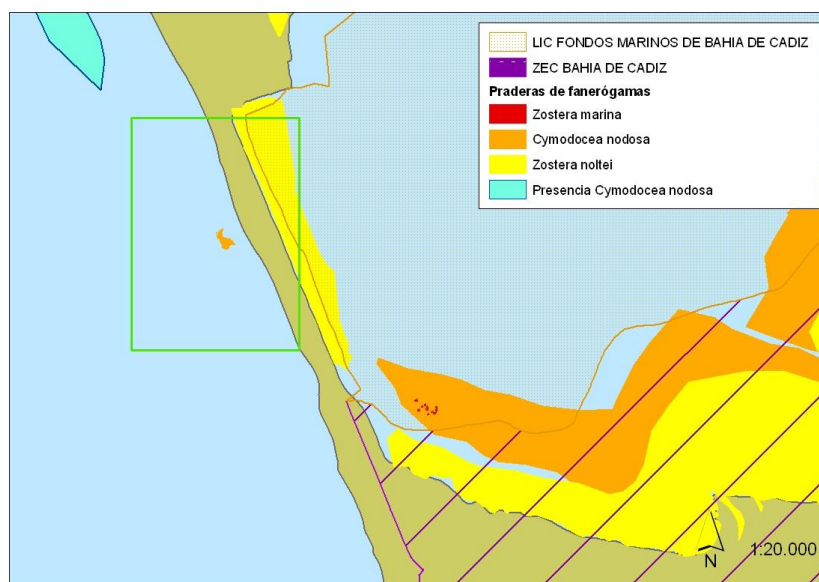 LIC FONDOS MARINOS DE BAHIA DE CADIZ
ZEC BAHIA DE CADIZ
Praderas de fanerógamas
Zostera marina
Cymodocea nodosa
Zostera noltei
Presencia Cymodocea nodosa
1:20.000
N